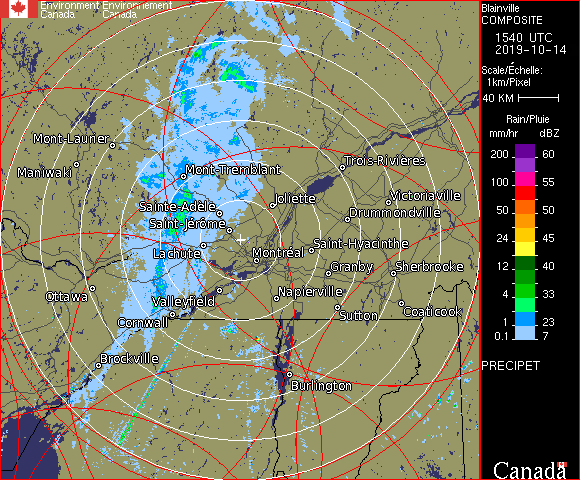 Environment Environnement
Canada Canada
Blainville
COMPOSITE
1540 UTC
2019-10-14
Scale/Échelle:
1km/Pixel
40 KM
Rain/Pluie
mm/hr dBZ
200 60
100 55
50 50
24 45
12 40
4 33
1 23
0.1 7
PRECIPET
Mont-Laurier
Maniwaki
Mont-Tremblant
Trois-Rivières
Joliette
Victoriaville
Sainte-Adèle
Drummondville
Saint-Jérôme
Lachute
Montréal
Saint-Hyacinthe
Granby
Sherbrooke
Ottawa
Valleyfield
Napierville
Cornwall
Sutton
Coaticook
Brockville
Burlington
Canada